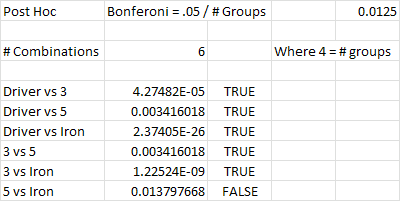 Post Hoc Bonferoni = .05 / # Groups 0.0125
# Combinations 6 Where 4 = # groups
Driver vs 3 4.27482E-05 TRUE
Driver vs 5 0.003416018 TRUE
Driver vs Iron 2.37405E-26 TRUE
3 vs 5 0.003416018 TRUE
3 vs Iron 1.22524E-09 TRUE
5 vs Iron 0.013797668 FALSE